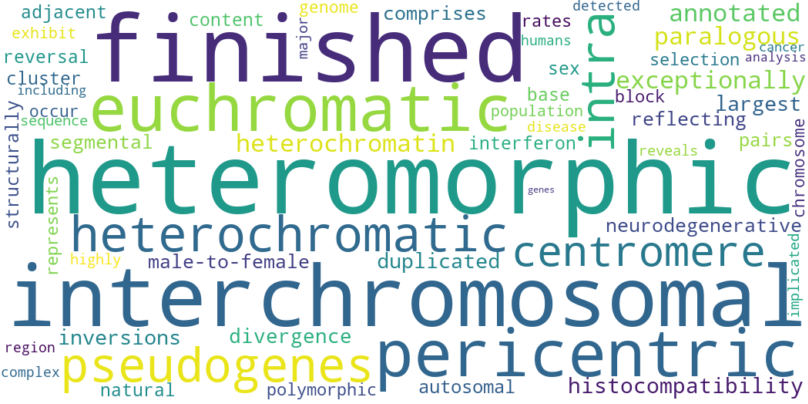 adjacent
content
genome
comprises
detected
exhibit
finished
major
rates
humans
intra
annotated
paralogous
cancer
reversal
sex
selection
analysis
cluster
including
euchromatic
base
exceptionally
occur
population
block
largest
sequence
disease
reflecting
segmental
heterochromatin
interferon
pairs
structurally
heteromorphic
reveals
chromosome
genes
represents
heterochromatic
neurodegenerative
highly
male-to-female
duplicated
centromere
implicated
interchromosomal
inversions
divergence
region
pseudogenes
pericentric
complex
natural
polymorphic
autosomal
histocompatibility